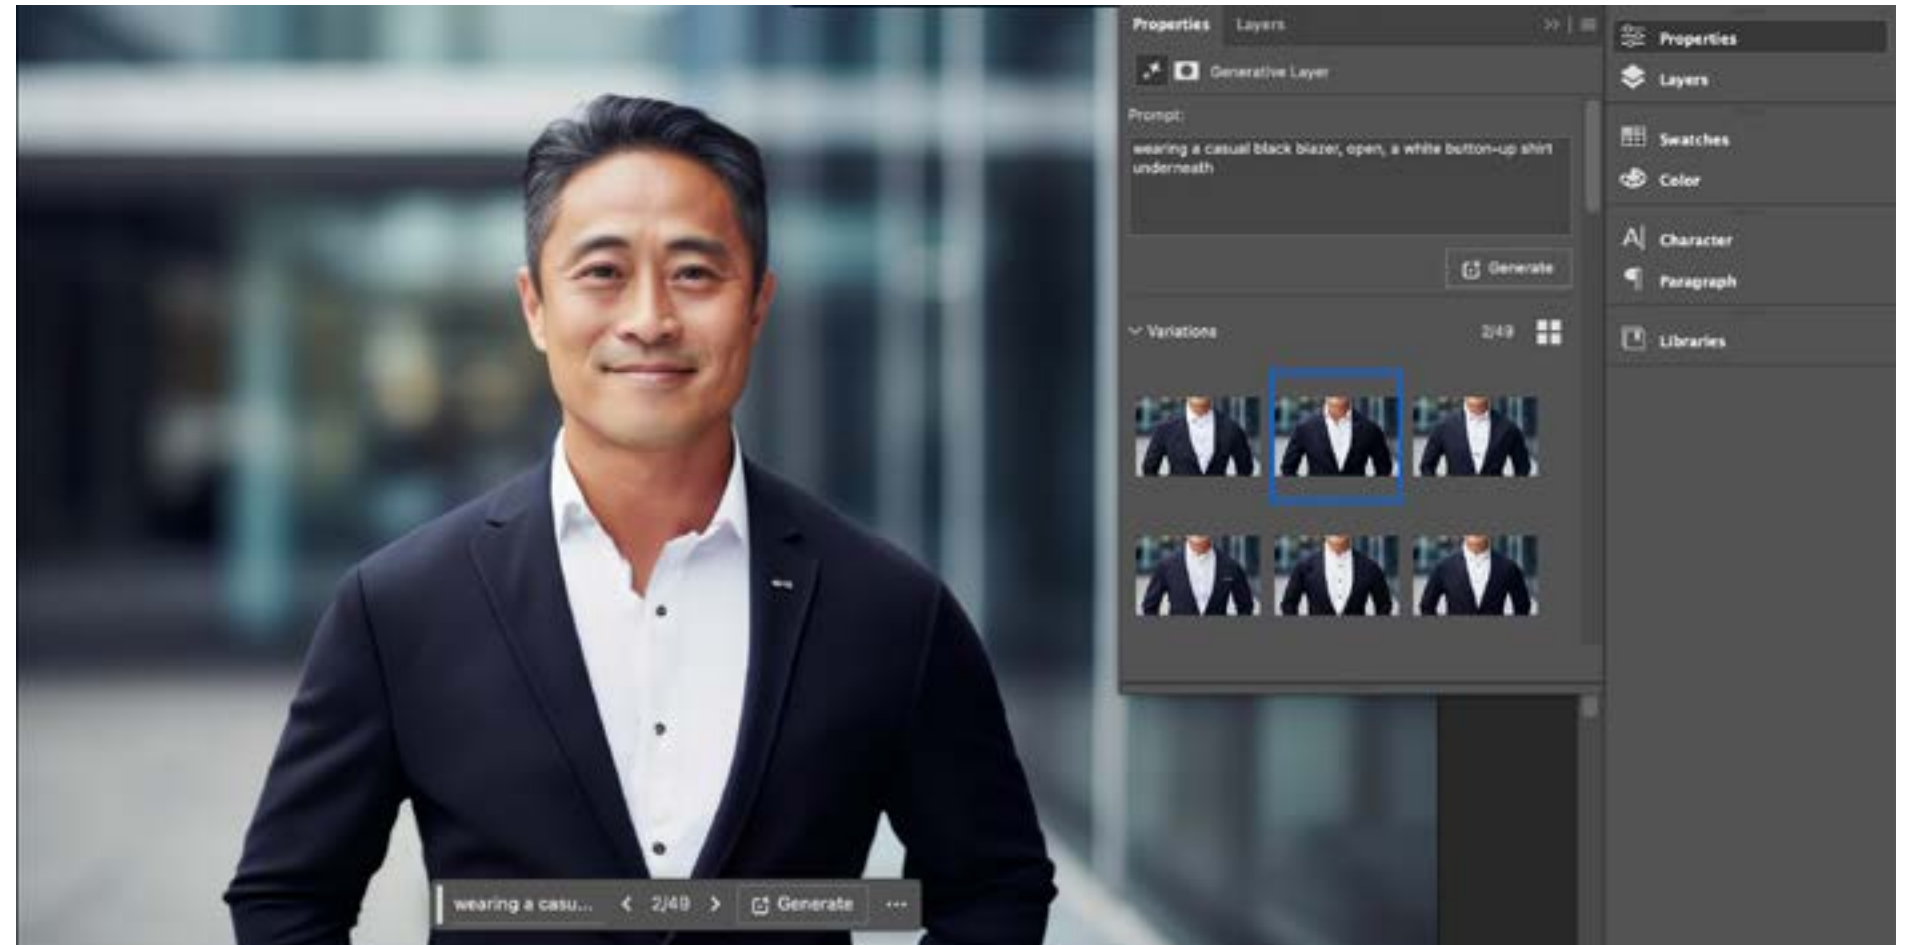 Properties Layers
Generative Layer
Prompt:
wearing a casual black blazer, open, a white button-up shirt
underneath
Generate
Variations 2/49
Properties
Layers
Swatches
Color
Character
Paragraph
Libraries
wearing a casu... 2/49 Generate